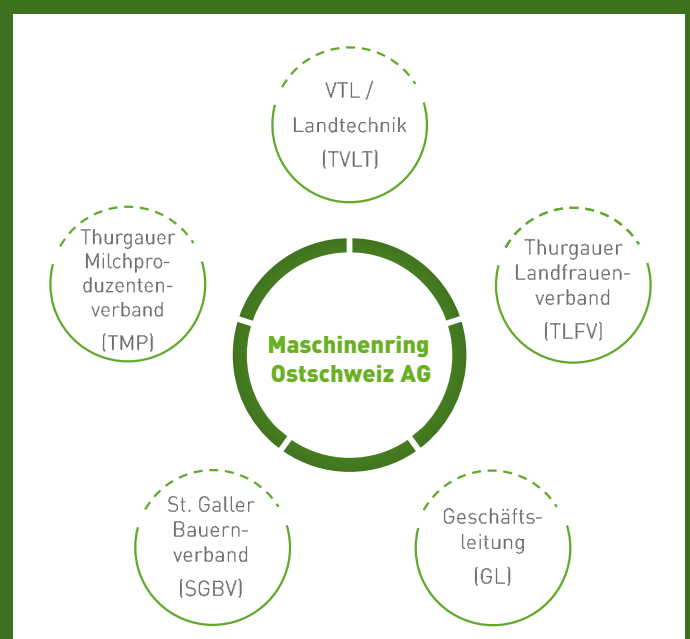 VTL /
Landtechnik
(TVLT)
Thurgauer
Milchpro-
duzenten-
verband
(TMP)
Thurgauer
Landfrauen-
verband
(TLFV)
Maschinenring
Ostschweiz AG
St. Galler
Bauern-
verband
(SGBV)
Geschäfts-
leitung
(GL)